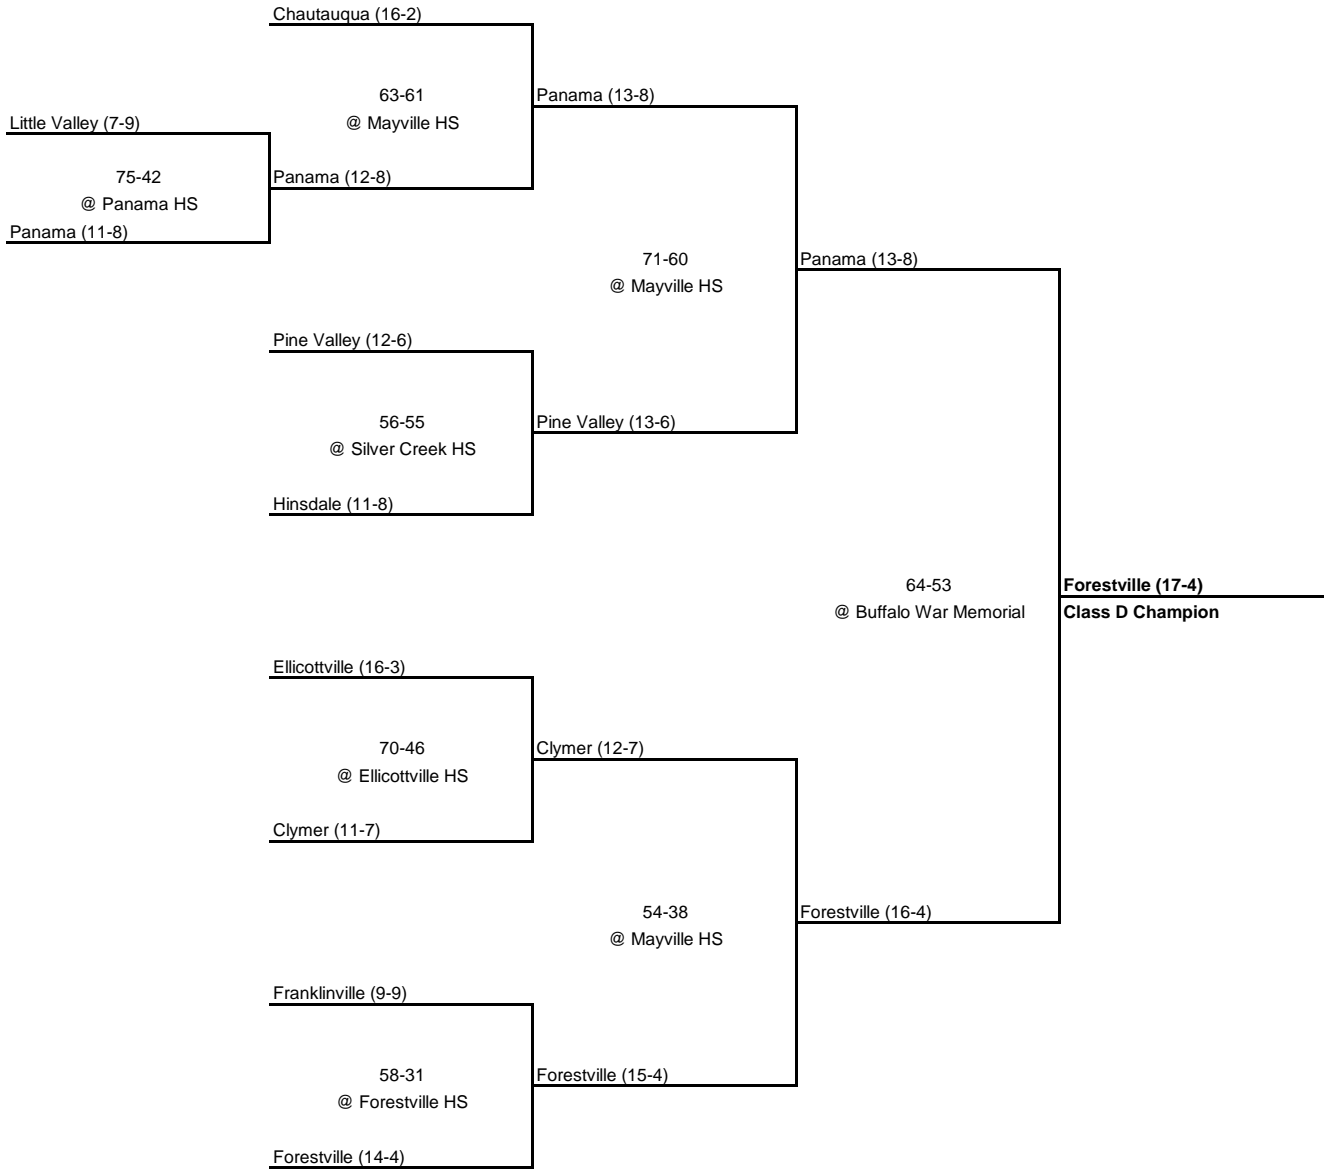 Chautauqua (16-2)
63-61
@ Mayville HS
Panama (13-8)
Little Valley (7-9)
75-42
@ Panama HS
Panama (12-8)
Panama (11-8)
71-60
@ Mayville HS
Panama (13-8)
Pine Valley (12-6)
56-55
@ Silver Creek HS
Pine Valley (13-6)
Hinsdale (11-8)
64-53
@ Buffalo War Memorial
Forestville (17-4)
Class D Champion
Ellicottville (16-3)
70-46
@ Ellicottville HS
Clymer (12-7)
Clymer (11-7)
54-38
@ Mayville HS
Forestville (16-4)
Franklinville (9-9)
58-31
@ Forestville HS
Forestville (15-4)
Forestville (14-4)